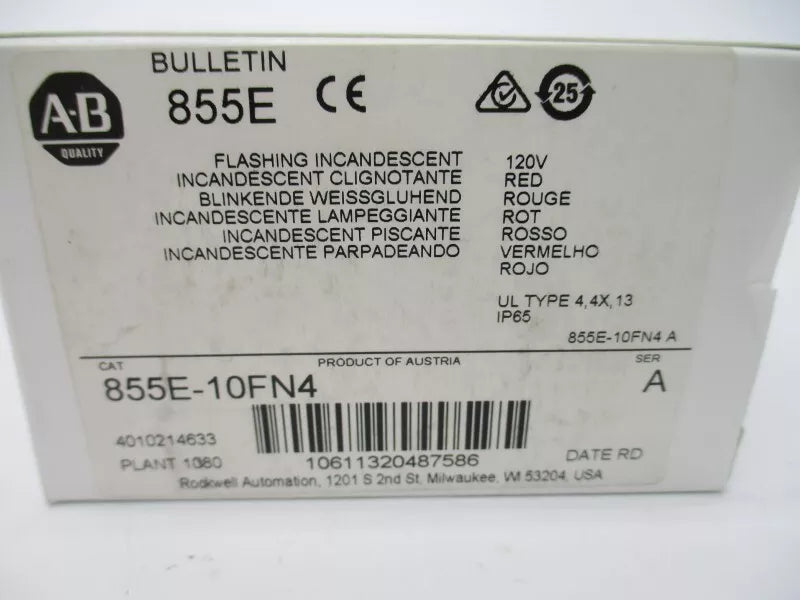 A-B
QUALITY
BULLETIN
855E CE
25
FLASHING INCANDESCENT
INCANDESCENT CLIGNOTANTE
BLINKENDE WEISSGLUHEND
INCANDESCENTE LAMPEGGIANTE
INCANDESCENT PISCANTE
INCANDESCENTE PARPADEANDO
120V
RED
ROUGE
ROT
ROSSO
VERMELHO
ROJO
UL TYPE 4,4X,13
IP65
855E-10FN4 A
CAT
PRODUCT OF AUSTRIA
SER
855E-10FN4
A
4010214633
PLANT 1080
10611320487586
DATE RD
Rockwell Automation, 1201 S 2nd St, Milwaukee, WI 53204, USA